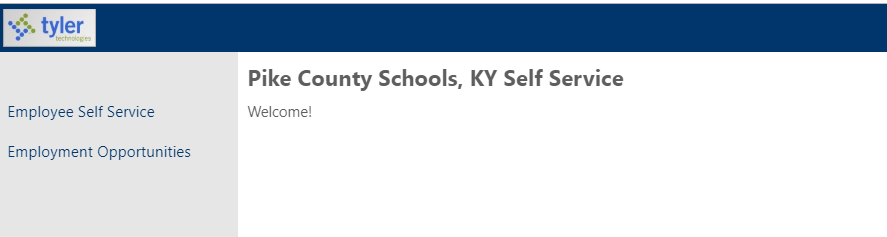 tyler
technologies
Pike County Schools, KY Self Service
Employee Self Service
Welcome!
Employment Opportunities